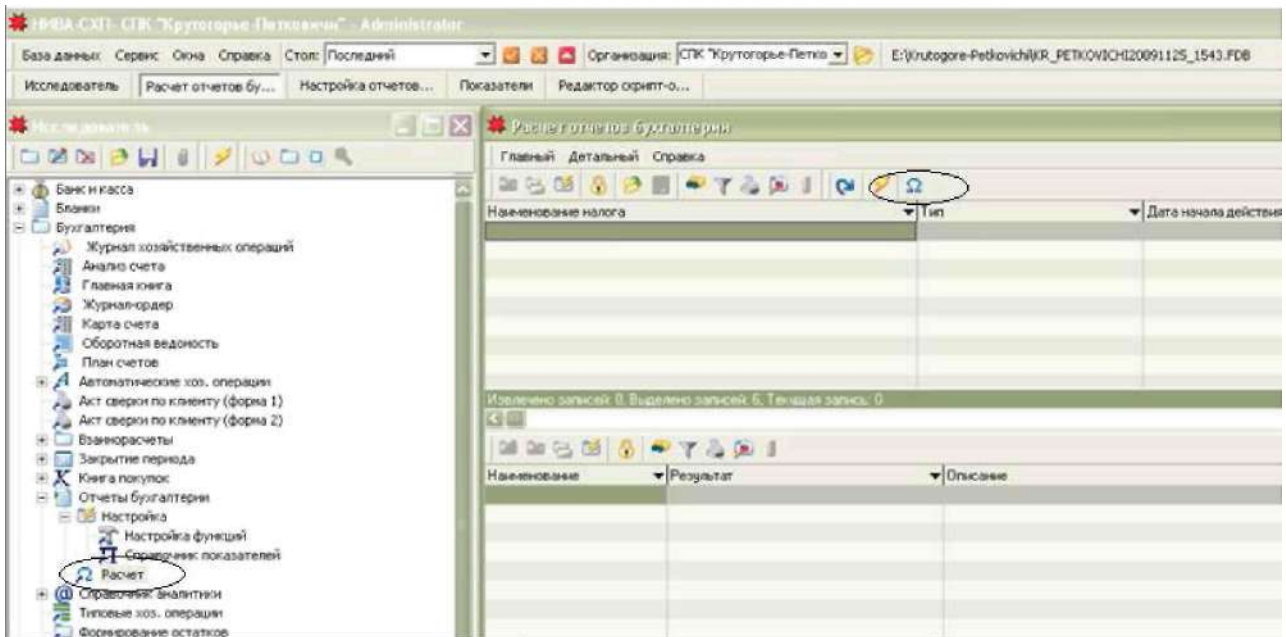 НИВА-СХП- СПК "Крутогорье-Петковичи" - Administrator
База данных Сервис Окна Справка Стол: Последний Организация: СПК "Крутогорье-Петко E:\Krutogore-Petkovichi\KR_PETKOVICHI20091125_1543.FDB
Исследователь Расчет отчетов бу... Настройка отчетов... Показатели Редактор скрипт-о...
Исследователь
Расчет отчетов бухгалтерии
Главный Детальный Справка
Ω
Наименование налога Тип Дата начала действия
Банк и касса
Бланки
Бухгалтерия
Журнал хозяйственных операций
Анализ счета
Главная книга
Журнал-ордер
Карта счета
Оборотная ведомость
План счетов
Автоматические хоз. операции
Акт сверки по клиенту (форма 1)
Акт сверки по клиенту (форма 2)
Взаиморасчеты
Закрытие периода
Книга покупок
Отчеты бухгалтерии
Настройка
Настройка функций
Справочник показателей
Ω Расчет
Справочник аналитики
Типовые хоз. операции
Формирование остатков
Извлечено записей: 0, Выделено записей: 6, Текущая запись: 0
Наименование Результат Описание